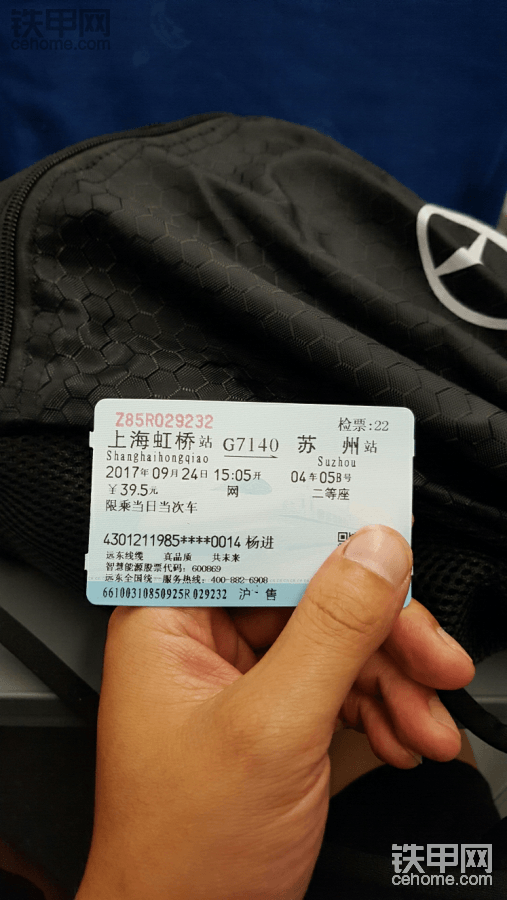 铁甲网
cehome.com
Z85R029232 检票:22
上海虹桥站 G7140 苏 州站
Shanghaihongqiao Suzhou
2017年09月24日 15:05开 04车05B号
￥39.5元 网 二等座
限乘当日当次车
4301211985****0014 杨进
远东线缆 真品质 共未来
智慧能源股票代码：600869
远东全国统一服务热线：400-882-6908
66100310850925R029232 沪·售
铁甲网
cehome.com